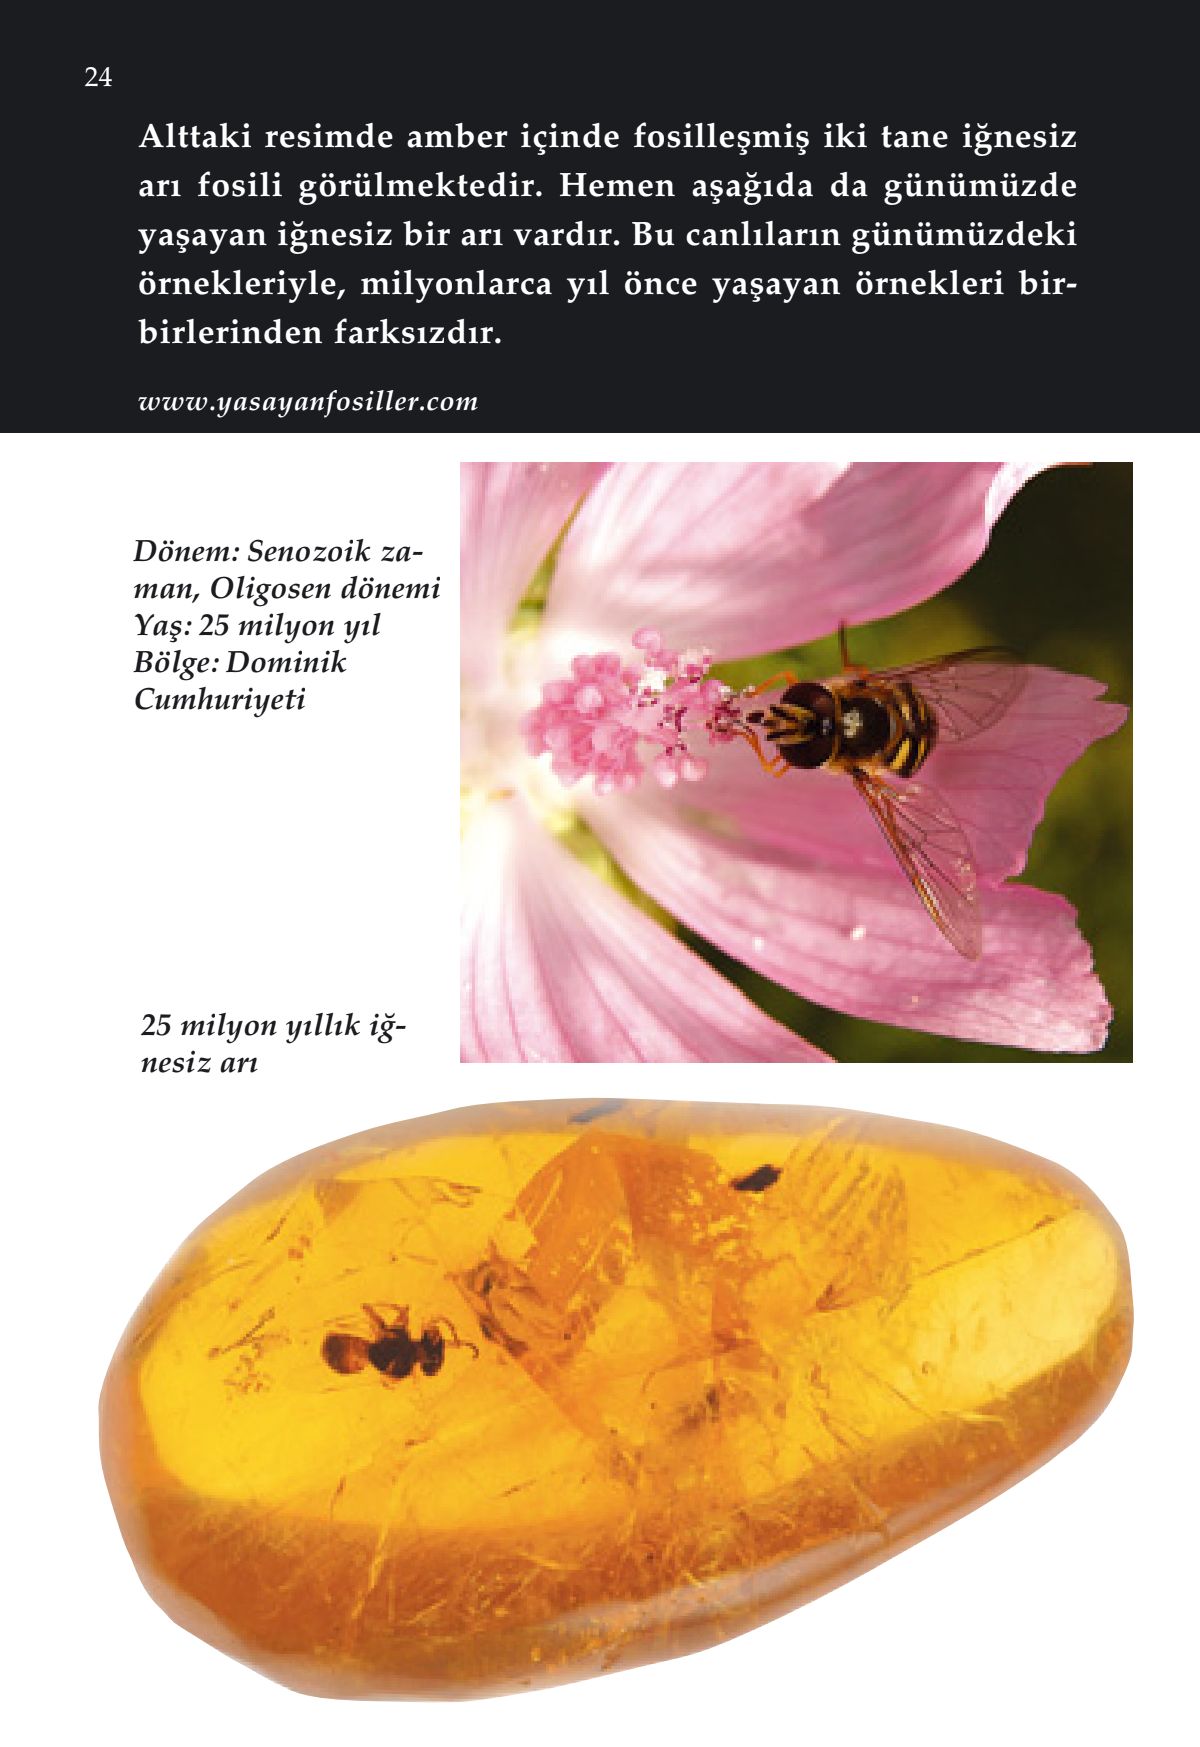 24
Alttaki resimde amber içinde fosilleşmiş iki tane iğnesiz
arı fosili görülmektedir. Hemen aşağıda da günümüzde
yaşayan iğnesiz bir arı vardır. Bu canlıların günümüzdeki
örnekleriyle, milyonlarca yıl önce yaşayan örnekleri bir-
birlerinden farksızdır.
www.yasayanfosiller.com
Dönem: Senozoik za-
man, Oligosen dönemi
Yaş: 25 milyon yıl
Bölge: Dominik
Cumhuriyeti
25 milyon yıllık iğ-
nesiz arı